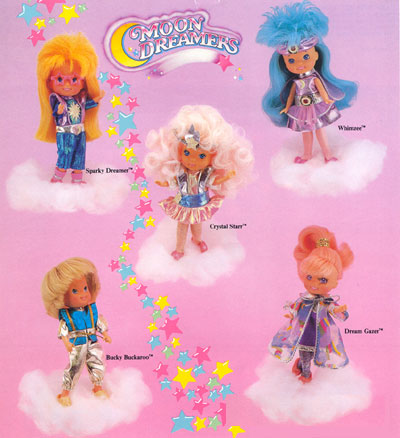 MOON
DREAMERS
Sparky Dreamer™
Whimzee™
Crystal Starr™
Bucky Buckaroo™
Dream Gazer™